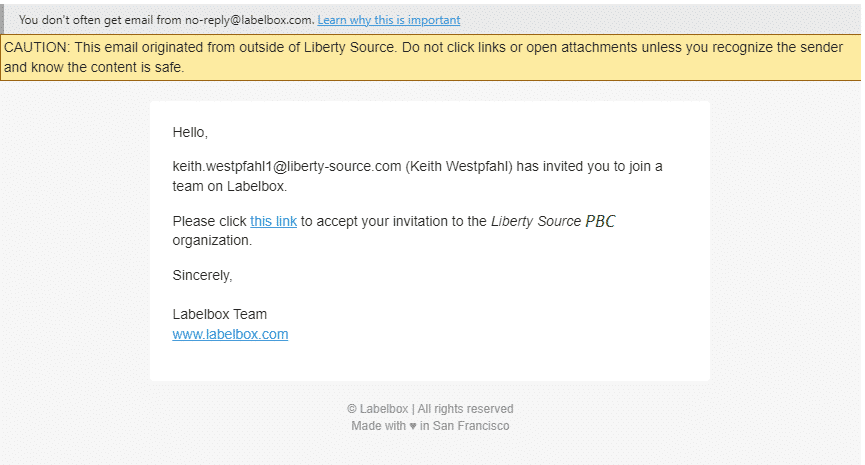 You don't often get email from no-reply@labelbox.com. Learn why this is important
CAUTION: This email originated from outside of Liberty Source. Do not click links or open attachments unless you recognize the sender
and know the content is safe.
Hello,
keith.westpfahl1@liberty-source.com (Keith Westpfahl) has invited you to join a
team on Labelbox.
Please click this link to accept your invitation to the Liberty Source PBC
organization.
Sincerely,
Labelbox Team
www.labelbox.com
© Labelbox | All rights reserved
Made with ♥ in San Francisco